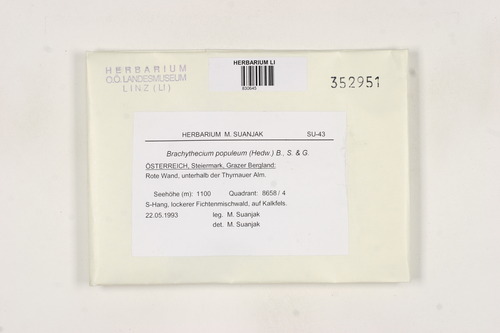 HERBARIUM
O.Ö. LANDESMUSEUM
LINZ (LI)
HERBARIUM LI
352951
HERBARIUM M. SUANJAK SU-43
Brachythecium populeum (Hedw.) B., S. & G.
ÖSTERREICH, Steiermark, Grazer Bergland:
Rote Wand, unterhalb der Thyrnauer Alm.
Seehöhe (m): 1100 Quadrant: 8658 / 4
S-Hang, lockerer Fichtenmischwald, auf Kalkfels.
22.05.1993 leg. M. Suanjak
det. M. Suanjak